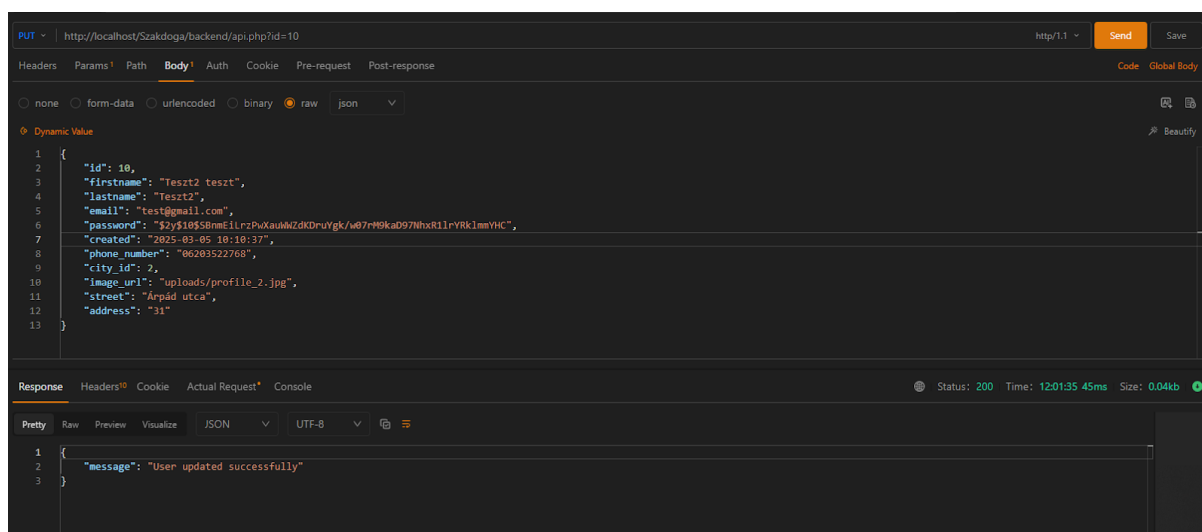 PUT http://localhost/Szakdoga/backend/api.php?id=10 http/1.1 Send Save
Headers Params 1 Path Body 1 Auth Cookie Pre-request Post-response Code Global Body
none form-data urlencoded binary raw json
Dynamic Value Beautify
1 {
2 "id": 10,
3 "firstname": "Teszt2 teszt",
4 "lastname": "Teszt2",
5 "email": "test@gmail.com",
6 "password": "$2y$10$SBnmEiLrzPwXauWWZdKDruYgk/w07rM9kaD97NhxR1lrYRklmmYHC",
7 "created": "2025-03-05 10:10:37",
8 "phone_number": "06203522768",
9 "city_id": 2,
10 "image_url": "uploads/profile_2.jpg",
11 "street": "Árpád utca",
12 "address": "31"
13 }
Response Headers 10 Cookie Actual Request Console Status: 200 Time: 12:01:35 45ms Size: 0.04kb
Pretty Raw Preview Visualize JSON UTF-8
1 {
2 "message": "User updated successfully"
3 }